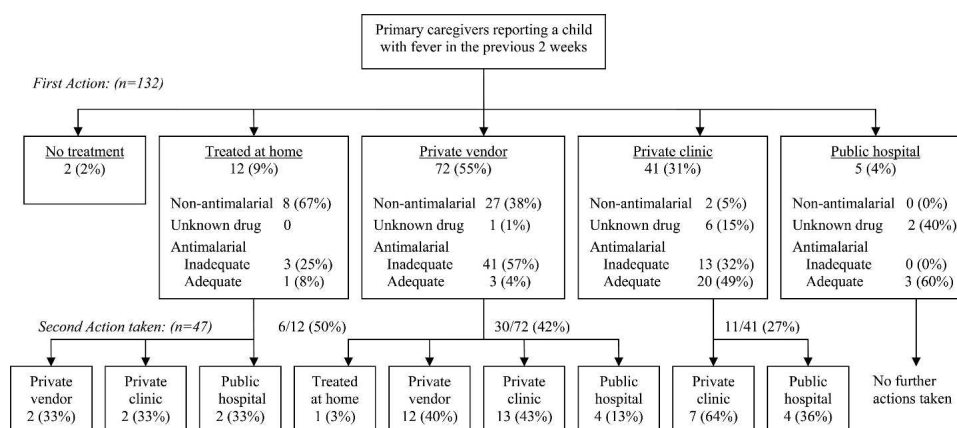 Primary caregivers reporting a child
with fever in the previous 2 weeks
First Action: (n=132)
No treatment
2 (2%)
Treated at home
12 (9%)
Non-antimalarial 8 (67%)
Unknown drug 0
Antimalarial
Inadequate 3 (25%)
Adequate 1 (8%)
Private vendor
72 (55%)
Non-antimalarial 27 (38%)
Unknown drug 1 (1%)
Antimalarial
Inadequate 41 (57%)
Adequate 3 (4%)
Private clinic
41 (31%)
Non-antimalarial 2 (5%)
Unknown drug 6 (15%)
Antimalarial
Inadequate 13 (32%)
Adequate 20 (49%)
Public hospital
5 (4%)
Non-antimalarial 0 (0%)
Unknown drug 2 (40%)
Antimalarial
Inadequate 0 (0%)
Adequate 3 (60%)
Second Action taken: (n=47)
6/12 (50%)
30/72 (42%)
11/41 (27%)
Private
vendor
2 (33%)
Private
clinic
2 (33%)
Public
hospital
2 (33%)
Treated
at home
1 (3%)
Private
vendor
12 (40%)
Private
clinic
13 (43%)
Public
hospital
4 (13%)
Private
clinic
7 (64%)
Public
hospital
4 (36%)
No further
actions taken